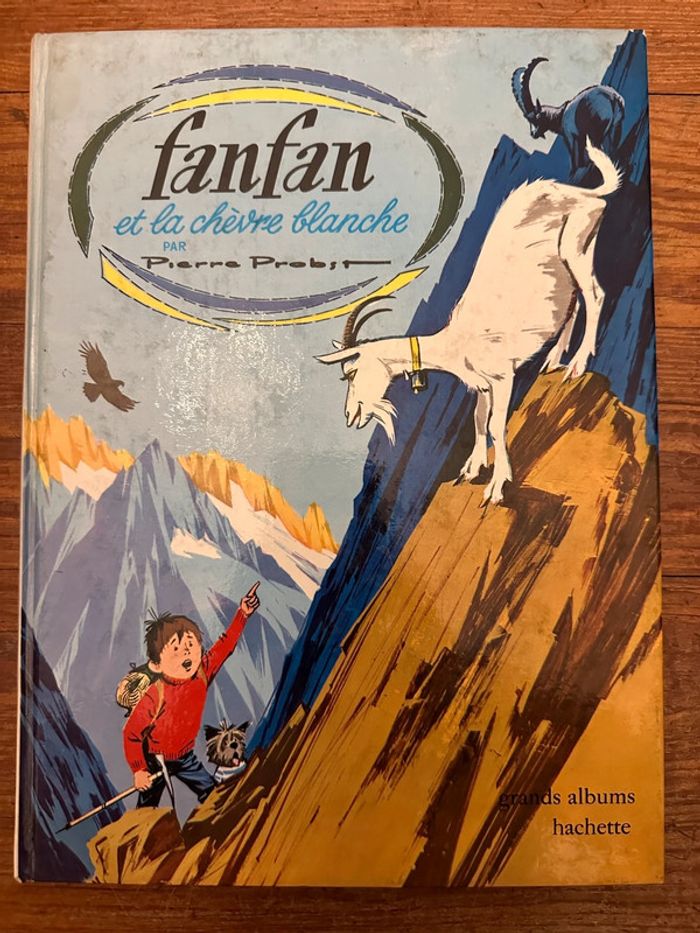 fanfan
et la chèvre blanche
PAR
Pierre Probst
grands albums
hachette